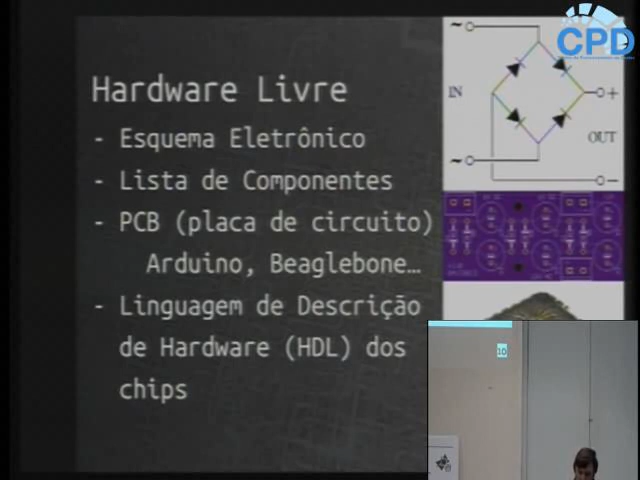 CPD
Hardware Livre
- Esquema Eletrônico
- Lista de Componentes
- PCB (placa de circuito)
Arduino, Beaglebone…
- Linguagem de Descrição
de Hardware (HDL) dos
chips
~
IN
+
OUT
~
-
10